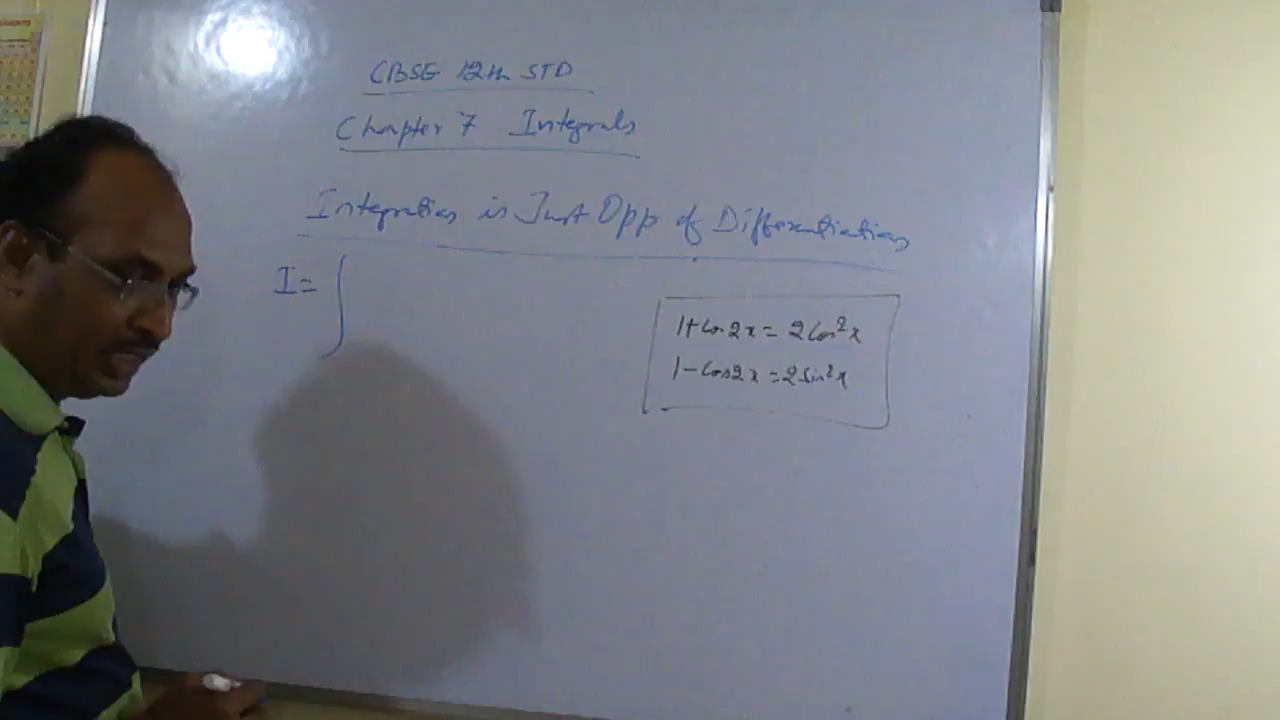 CBSE 12th STD
Chapter 7 Integrals
Integration is Just Opp of Differentiation
I = ∫
1+Cos2x = 2Cos²x
1-Cos2x = 2Sin²x